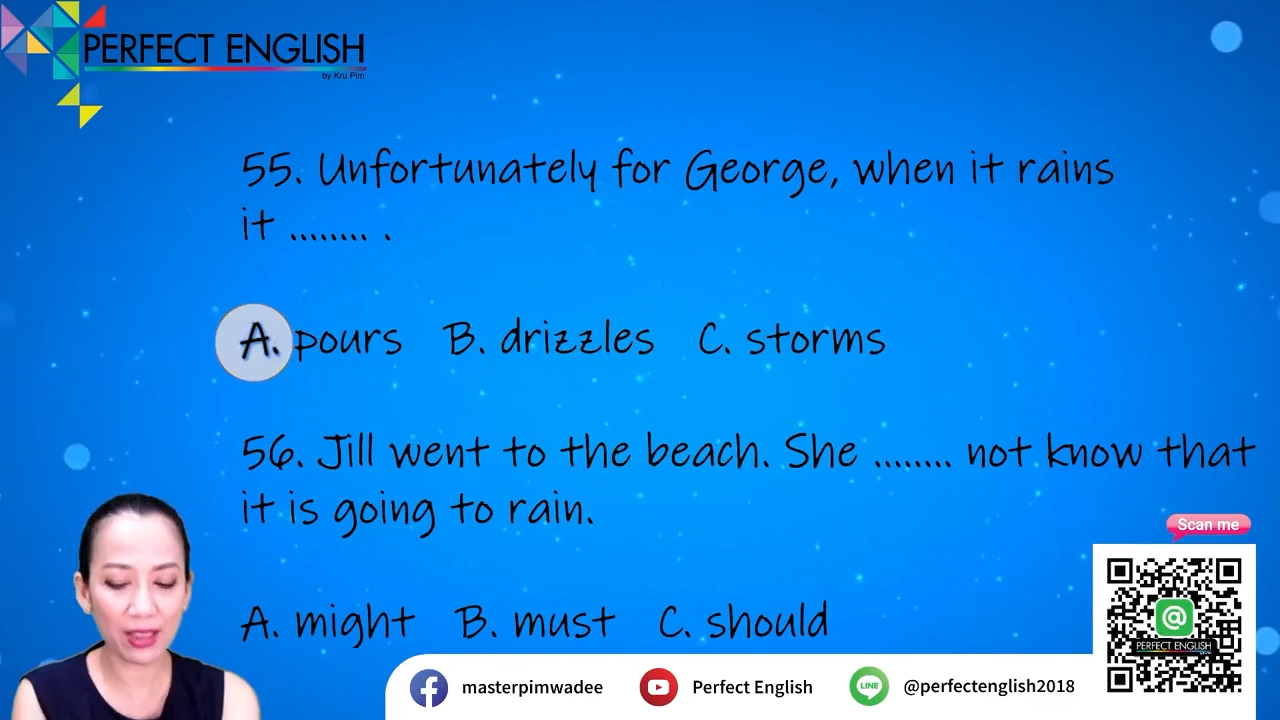 PERFECT ENGLISH
by Kru Pim
55. Unfortunately for George, when it rains
it ........ .
A. pours B. drizzles C. storms
56. Jill went to the beach. She ........ not know that
it is going to rain.
A. might B. must C. should
Scan me
PERFECT ENGLISH
masterpimwadee
Perfect English
LINE
@perfectenglish2018